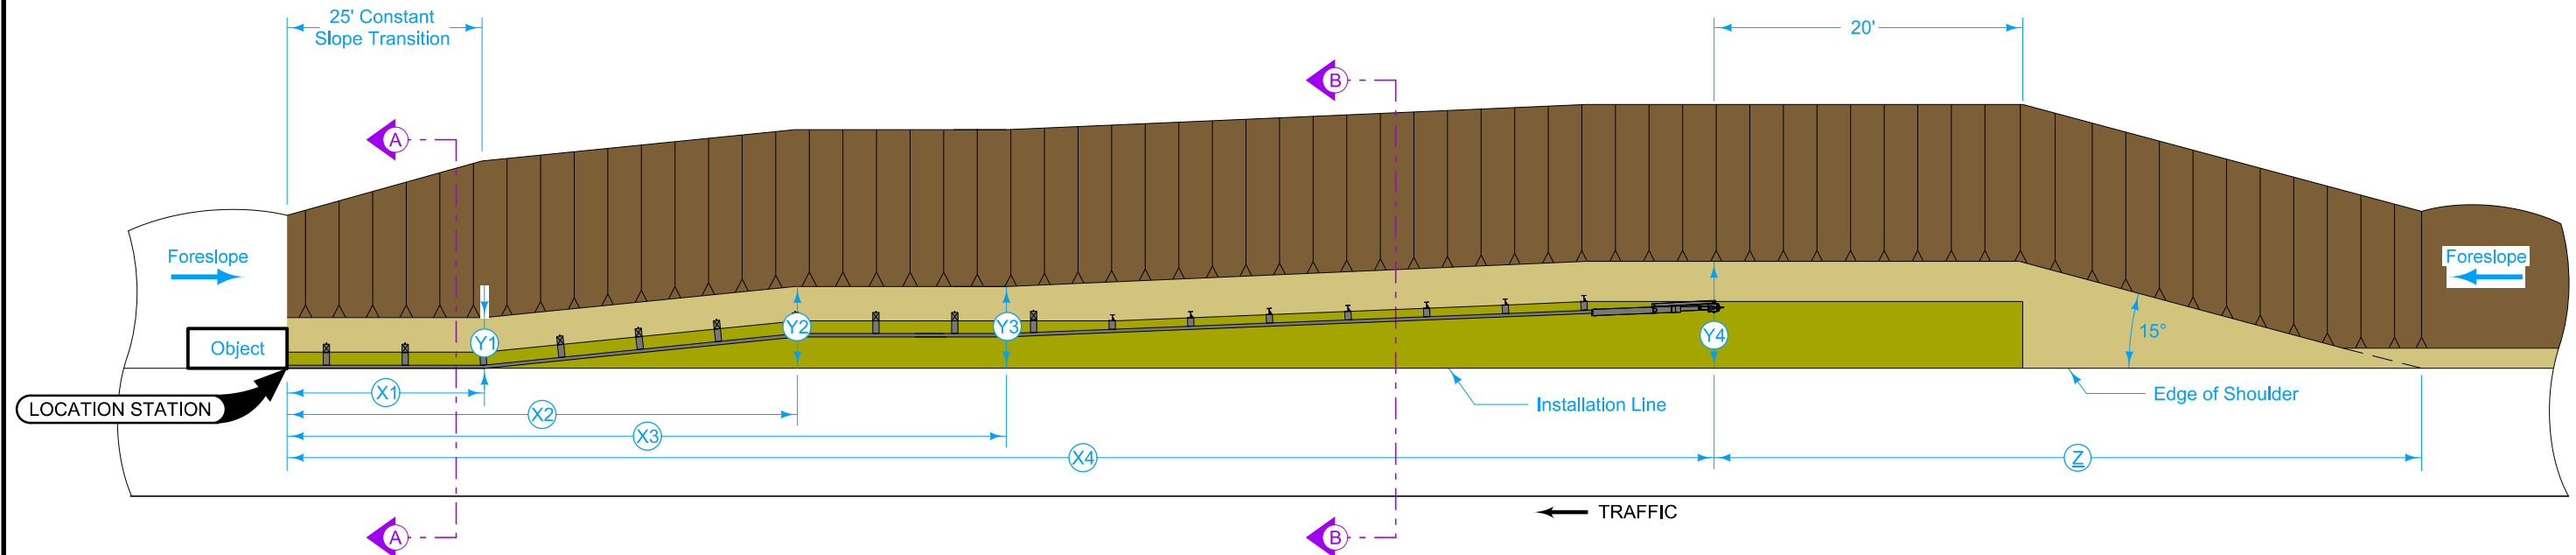 25' Constant
Slope Transition
20'
B
A
Foreslope
Foreslope
Object
Y1
Y2
Y3
Y4
15°
LOCATION STATION
X1
Installation Line
Edge of Shoulder
X2
X3
X4
Z
TRAFFIC
A
B